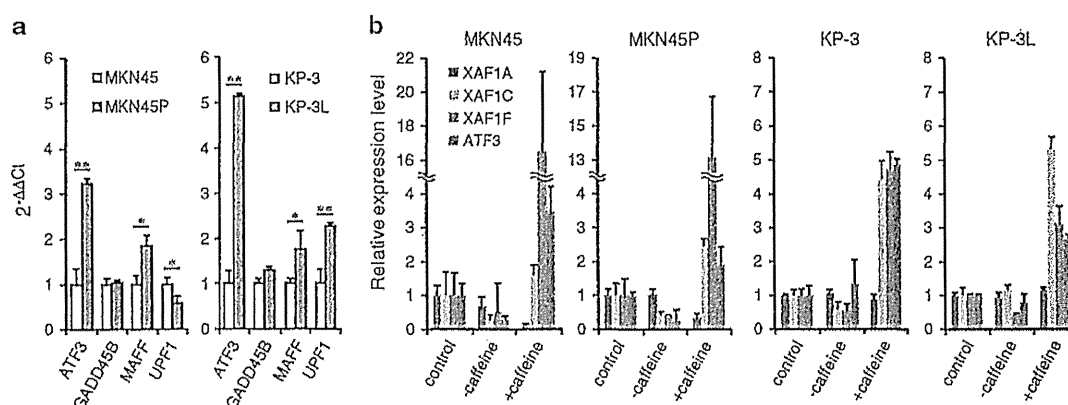 a
2-ΔΔCt
6
5
4
3
2
1
0
MKN45
MKN45P
**
*
*
ATF3
GADD45B
MAFF
UPF1
6
5
4
3
2
1
0
KP-3
KP-3L
**
*
**
ATF3
GADD45B
MAFF
UPF1
b
Relative expression level
MKN45
22
20
18
16
4
3
2
1
0
XAF1A
XAF1C
XAF1F
ATF3
control
-caffeine
+caffeine
MKN45P
19
17
15
13
4
3
2
1
0
control
-caffeine
+caffeine
KP-3
8
7
6
5
4
3
2
1
0
control
-caffeine
+caffeine
KP-3L
8
7
6
5
4
3
2
1
0
control
-caffeine
+caffeine